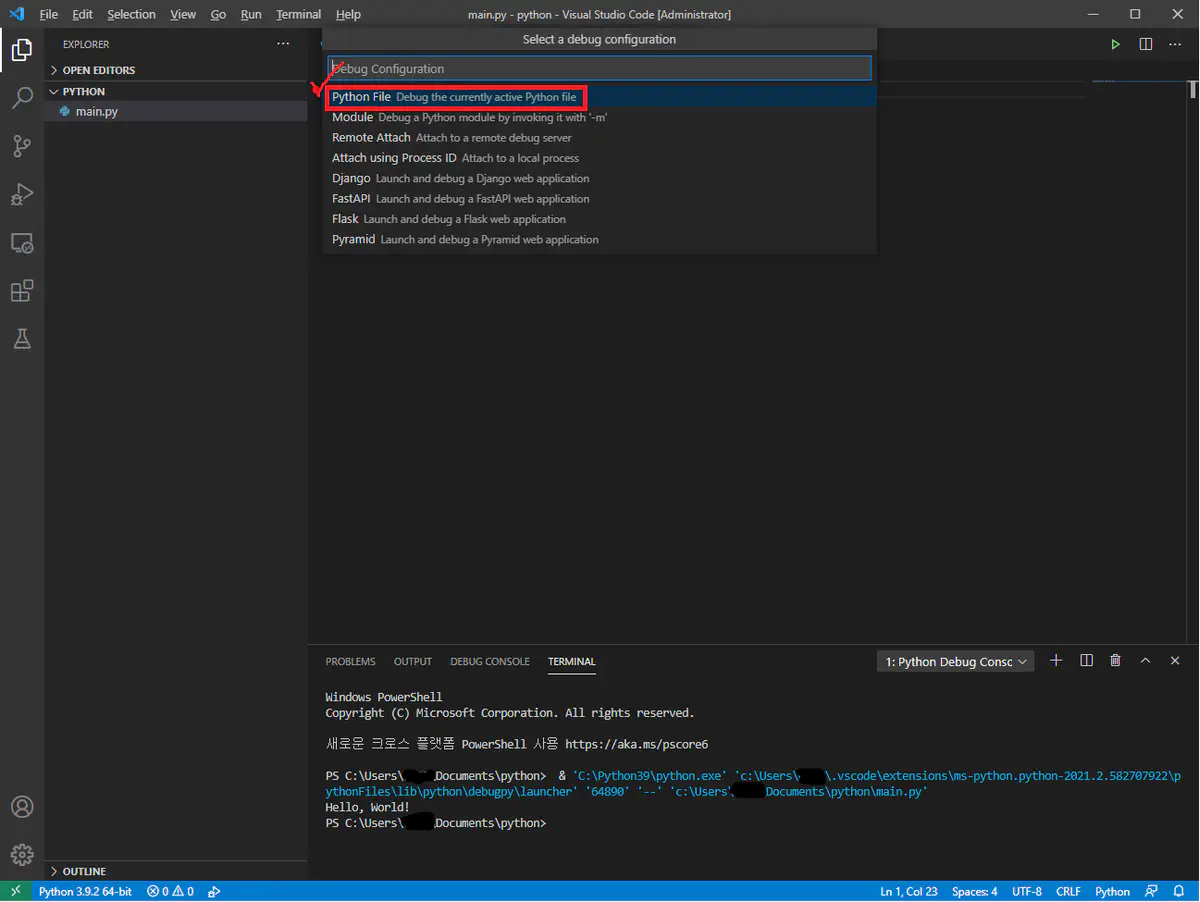 File Edit Selection View Go Run Terminal Help main.py - python - Visual Studio Code [Administrator]
EXPLORER
OPEN EDITORS
PYTHON
main.py
OUTLINE
Select a debug configuration
Debug Configuration
Python File Debug the currently active Python file
Module Debug a Python module by invoking it with '-m'
Remote Attach Attach to a remote debug server
Attach using Process ID Attach to a local process
Django Launch and debug a Django web application
FastAPI Launch and debug a FastAPI web application
Flask Launch and debug a Flask web application
Pyramid Launch and debug a Pyramid web application
PROBLEMS OUTPUT DEBUG CONSOLE TERMINAL 1: Python Debug Consc
Windows PowerShell
Copyright (C) Microsoft Corporation. All rights reserved.
새로운 크로스 플랫폼 PowerShell 사용 https://aka.ms/pscore6
PS C:\Users\ Documents\python> & 'C:\Python39\python.exe' 'c:\Users\ \.vscode\extensions\ms-python.python-2021.2.582707922\p
ythonFiles\lib\python\debugpy\launcher' '64890' '--' 'c:\Users\ Documents\python\main.py'
Hello, World!
PS C:\Users\ Documents\python>
Python 3.9.2 64-bit 0 0 Ln 1, Col 23 Spaces: 4 UTF-8 CRLF Python